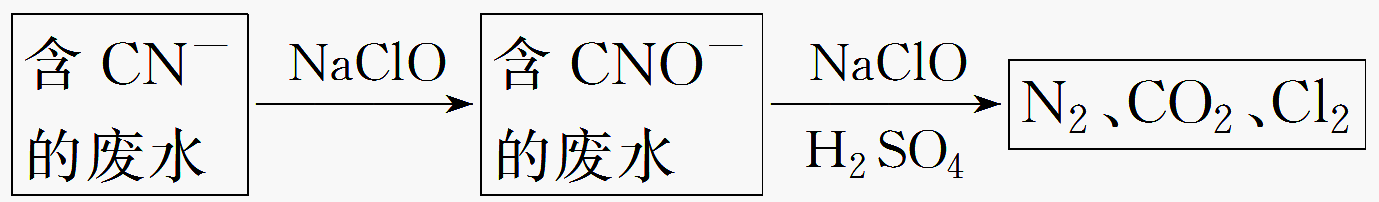 含 CN⁻
的废水
NaClO
含 CNO⁻
的废水
NaClO
H₂SO₄
N₂、CO₂、Cl₂